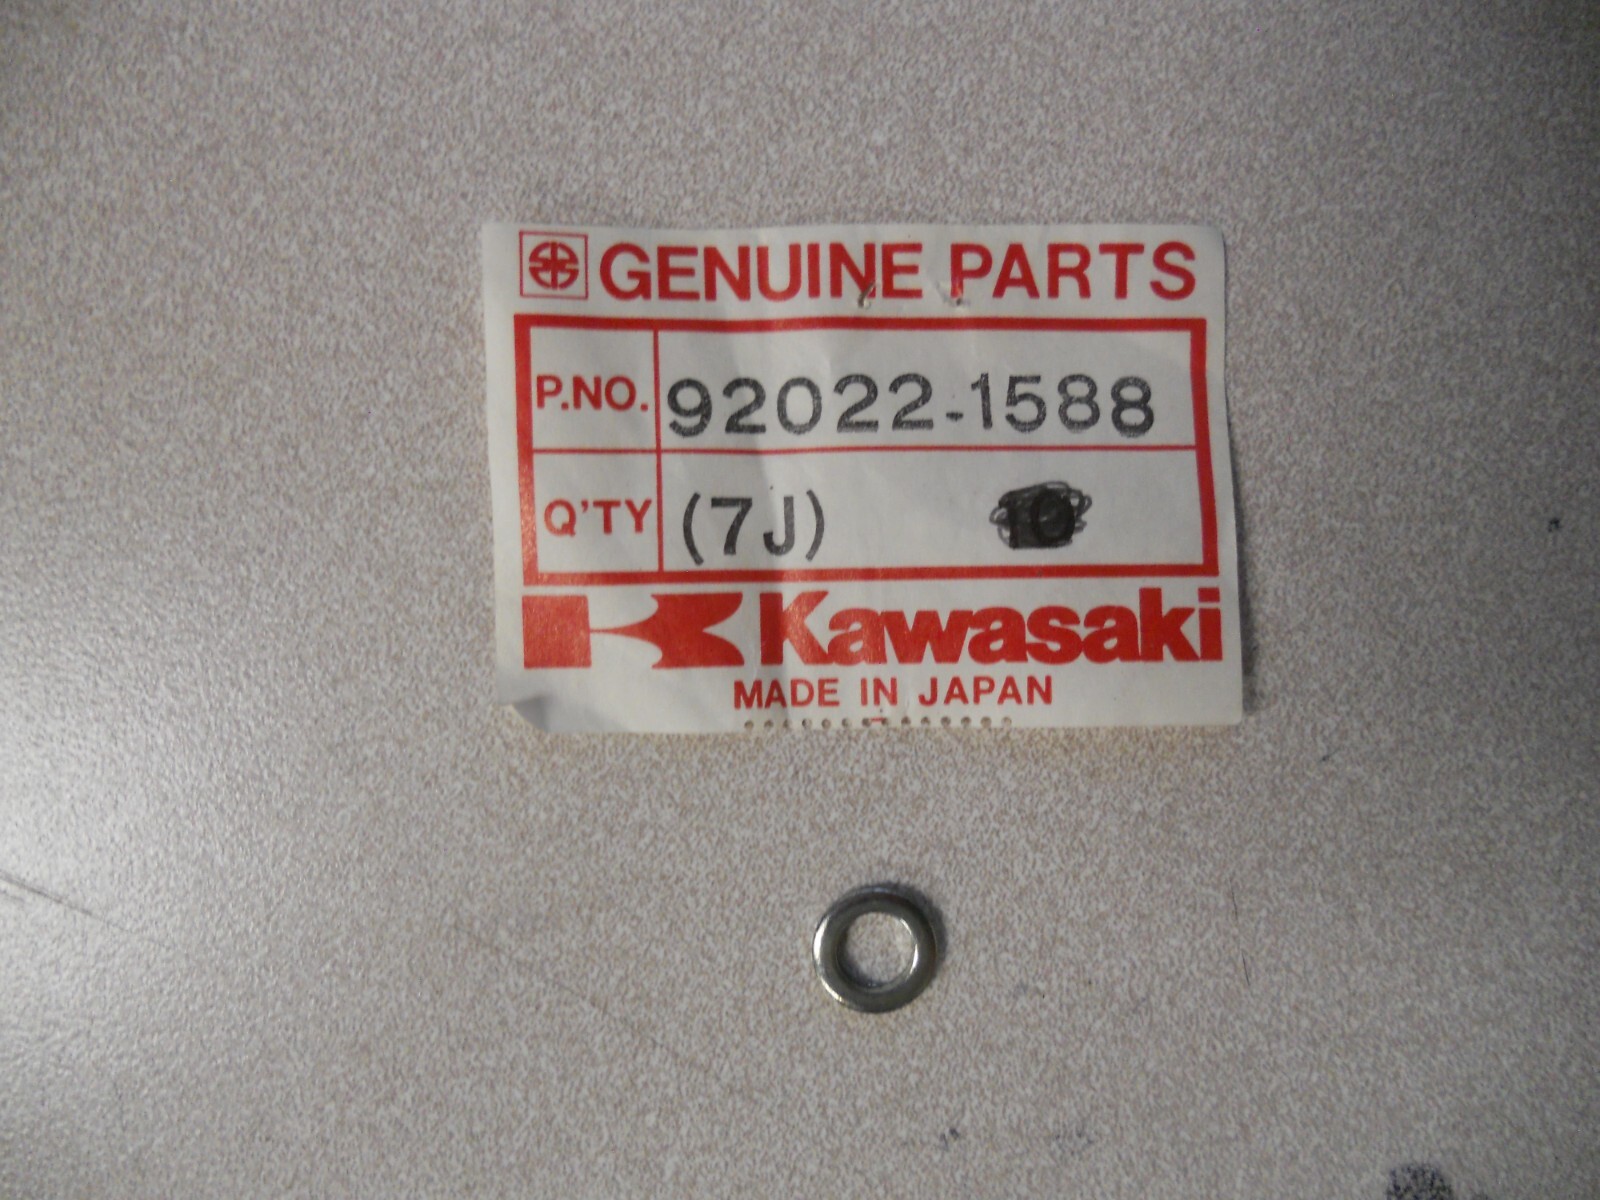 GENUINE PARTS
P.NO. 92022-1588
Q'TY (7J)
Kawasaki
MADE IN JAPAN